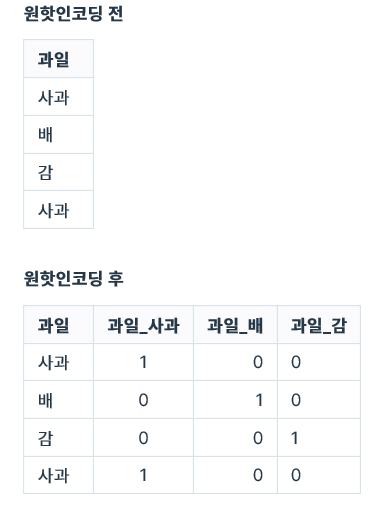 원핫인코딩 전
과일
사과
배
감
사과
원핫인코딩 후
과일 과일_사과 과일_배 과일_감
사과 1 0 0
배 0 1 0
감 0 0 1
사과 1 0 0